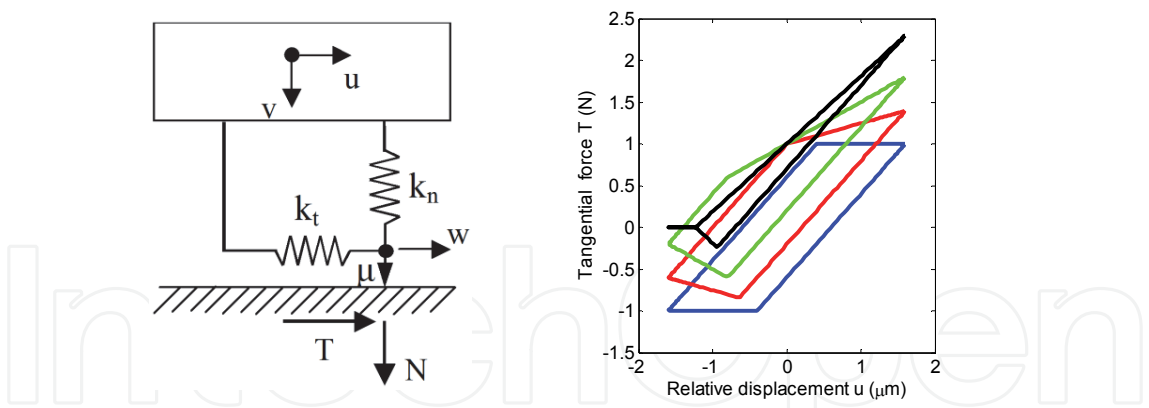 u
v
k_n
k_t
w
μ
T
N
Tangential force T (N)
2.5
2
1.5
1
0.5
0
-0.5
-1
-1.5
-2 -1 0 1 2
Relative displacement u (μm)
IntechOpen